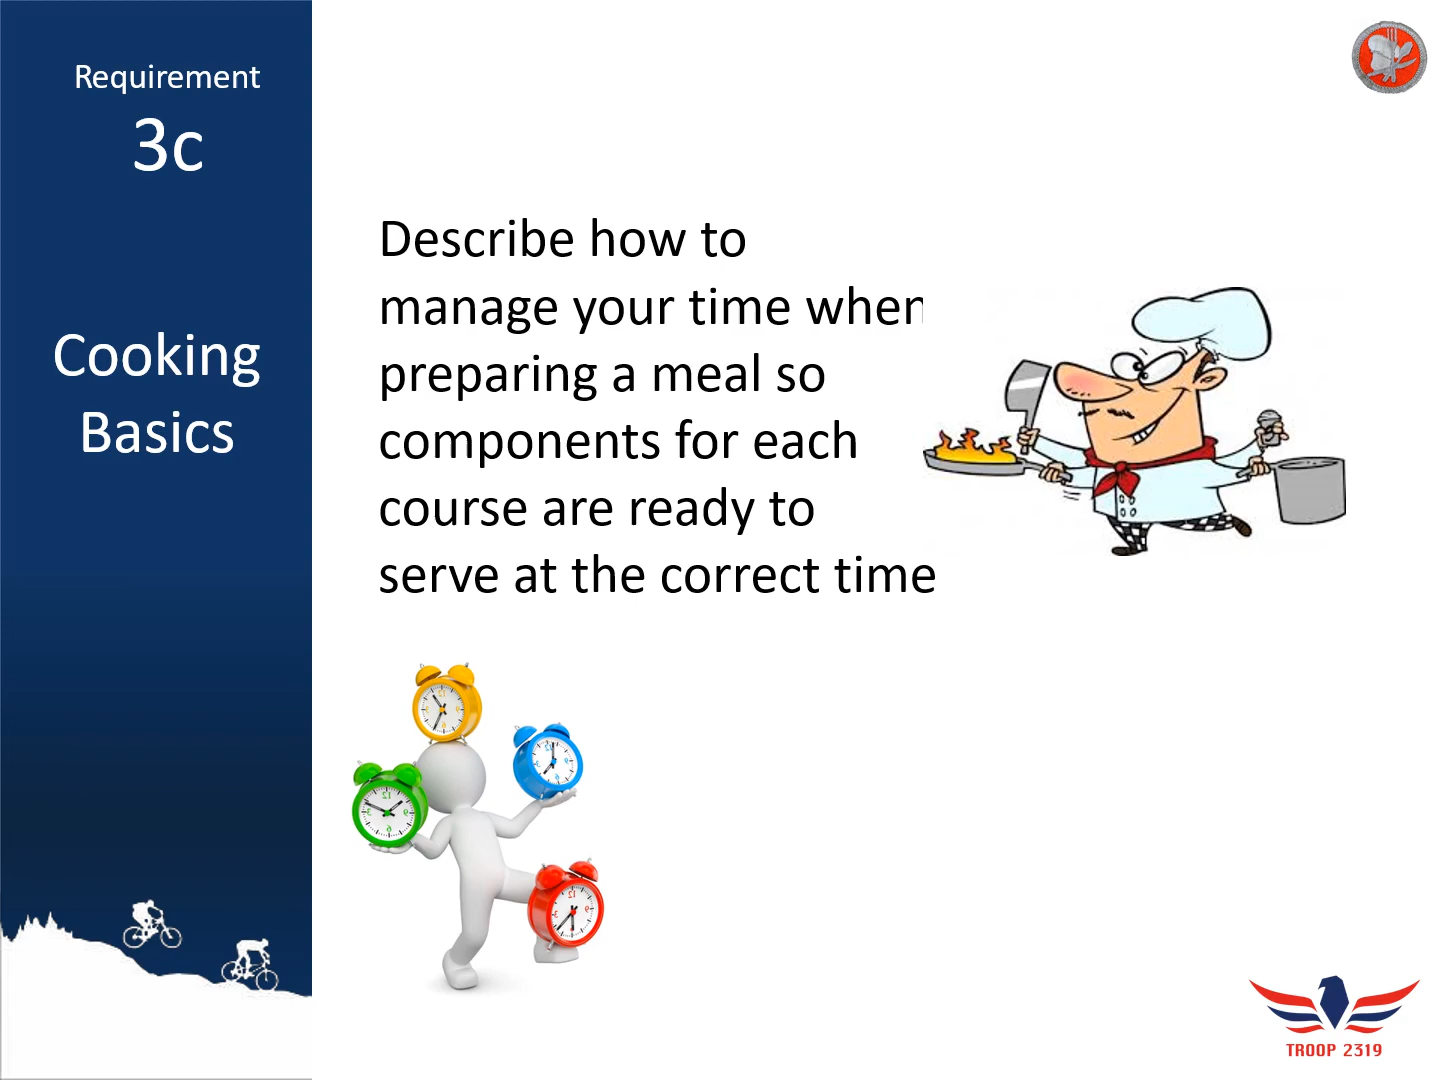 Requirement
3c
Cooking
Basics
Describe how to
manage your time when
preparing a meal so
components for each
course are ready to
serve at the correct time
TROOP 2319